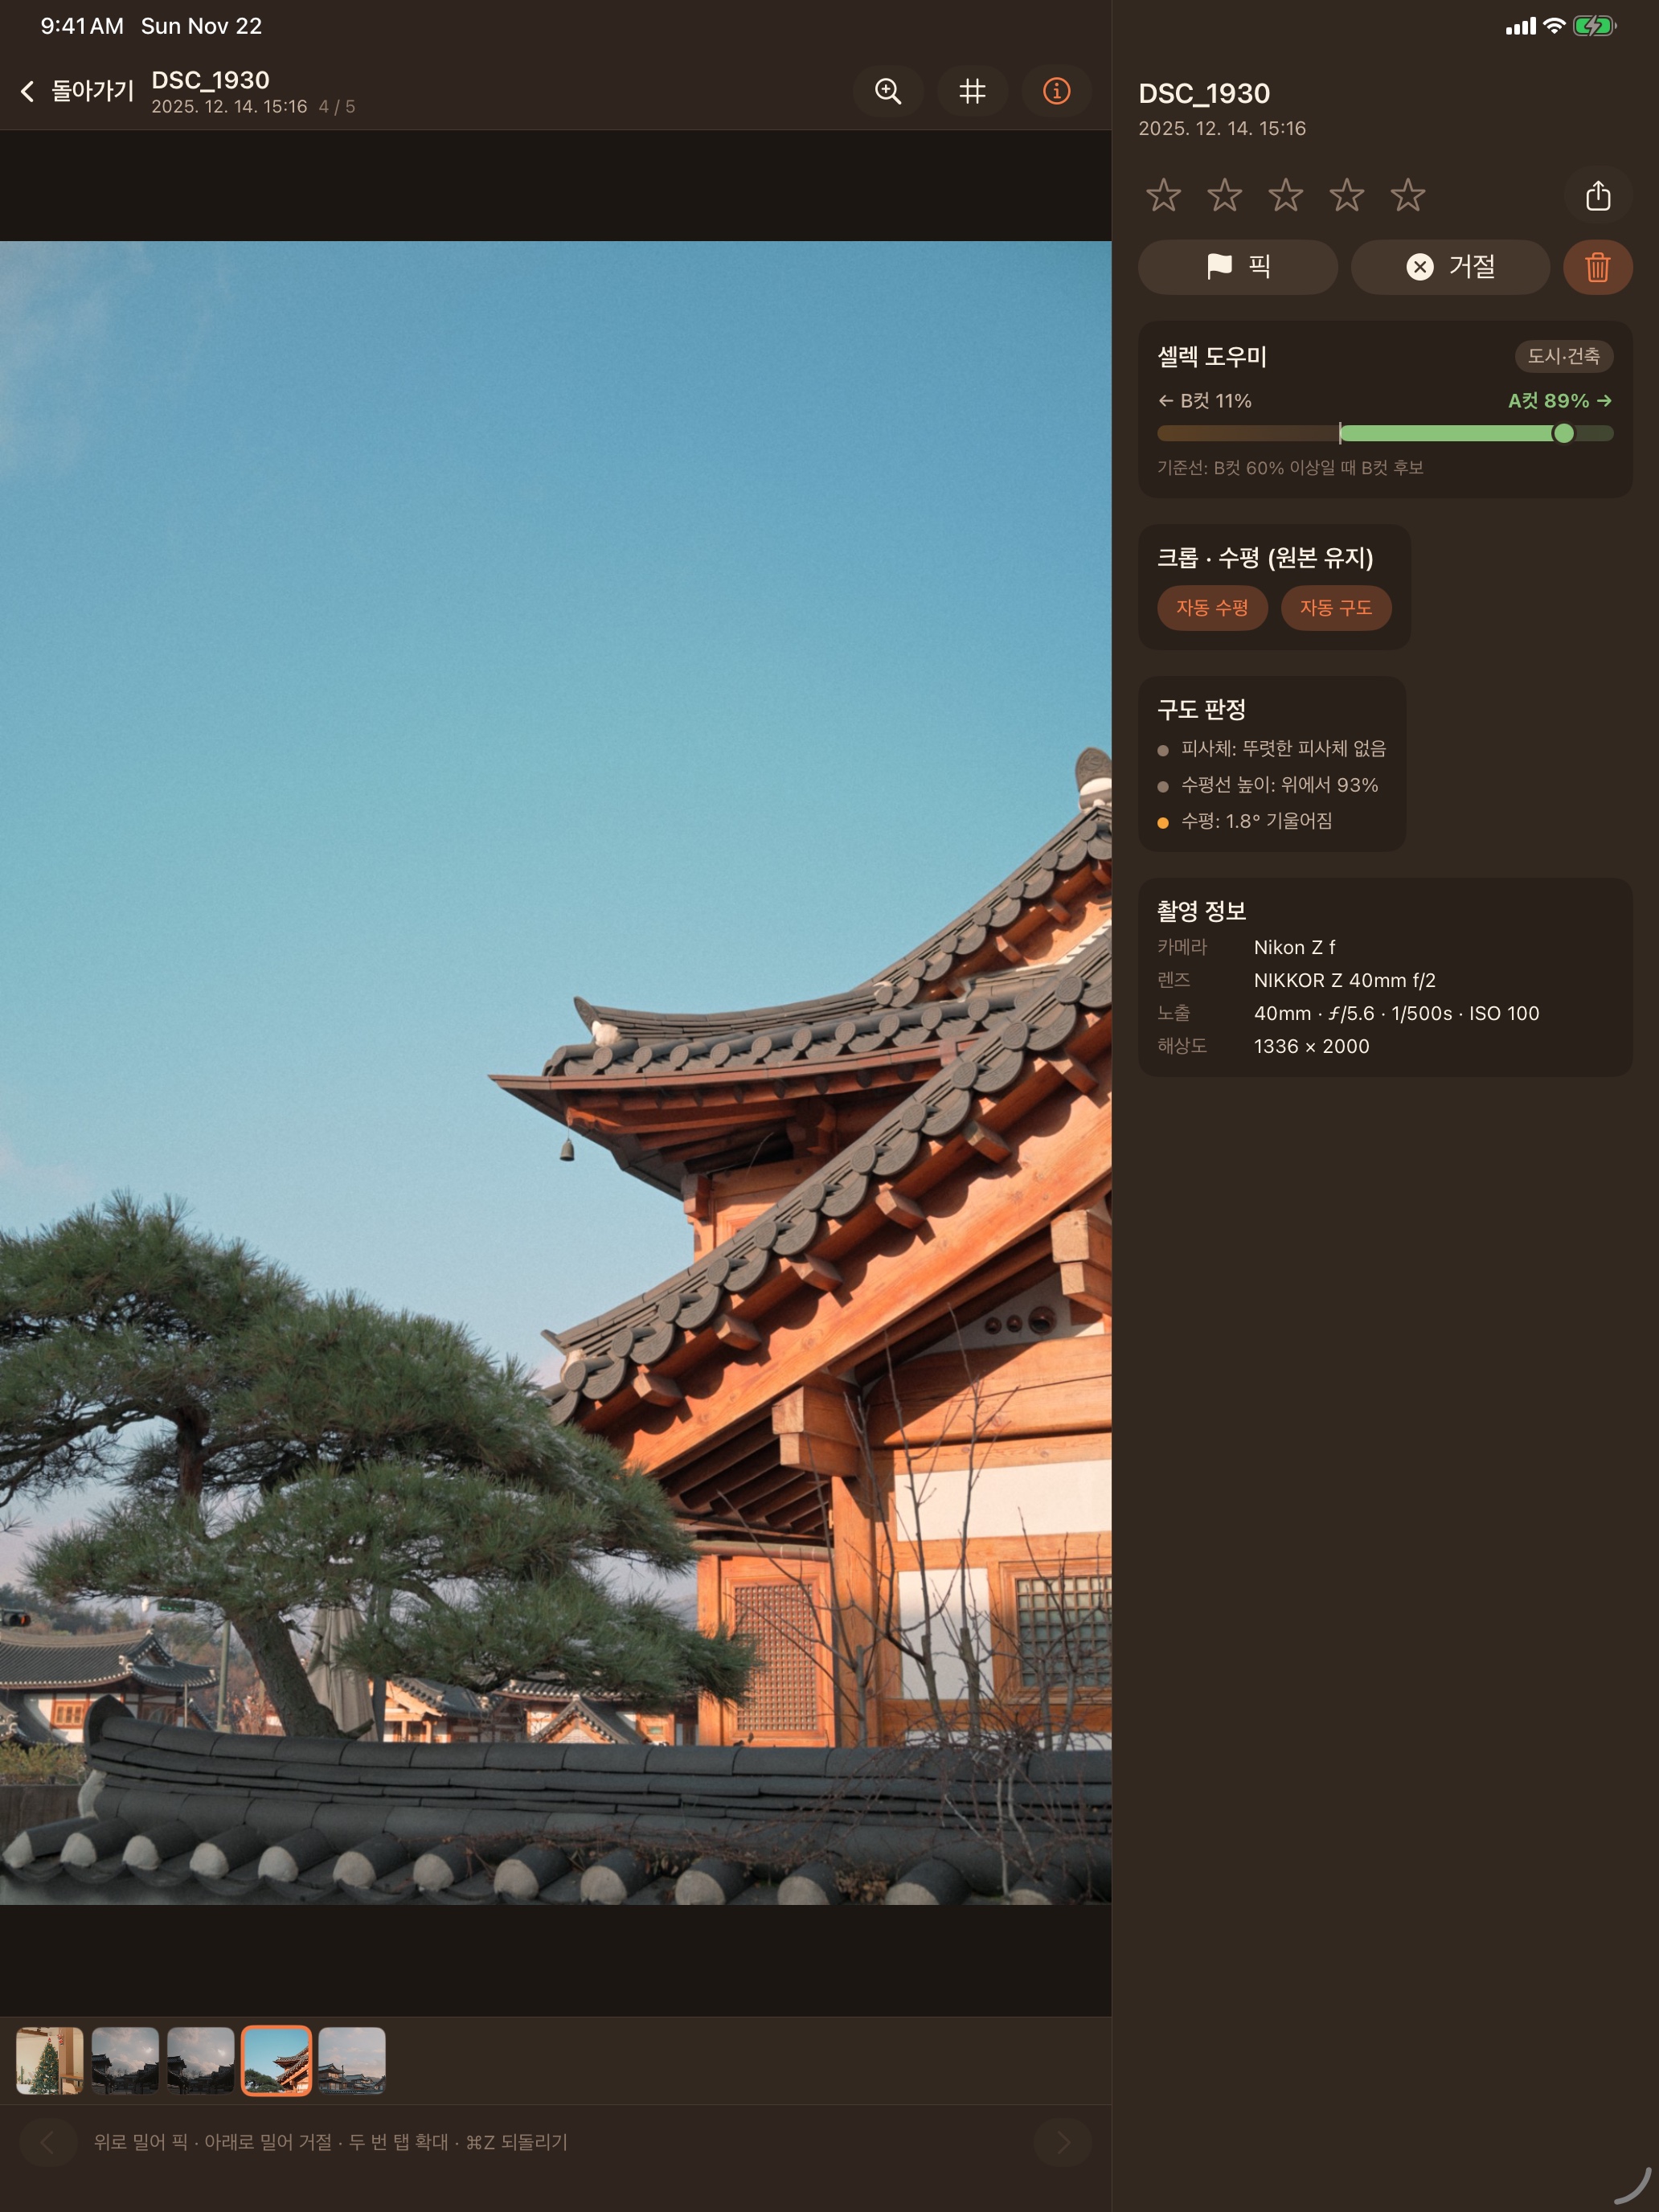 9:41 AM Sun Nov 22
돌아가기
DSC_1930
2025. 12. 14. 15:16 4 / 5
DSC_1930
2025. 12. 14. 15:16
픽
거절
셀렉 도우미
도시·건축
← B컷 11%
A컷 89% →
기준선: B컷 60% 이상일 때 B컷 후보
크롭 · 수평 (원본 유지)
자동 수평
자동 구도
구도 판정
피사체: 뚜렷한 피사체 없음
수평선 높이: 위에서 93%
수평: 1.8° 기울어짐
촬영 정보
카메라 Nikon Z f
렌즈 NIKKOR Z 40mm f/2
노출 40mm · ƒ/5.6 · 1/500s · ISO 100
해상도 1336 × 2000
위로 밀어 픽 · 아래로 밀어 거절 · 두 번 탭 확대 · ⌘Z 되돌리기